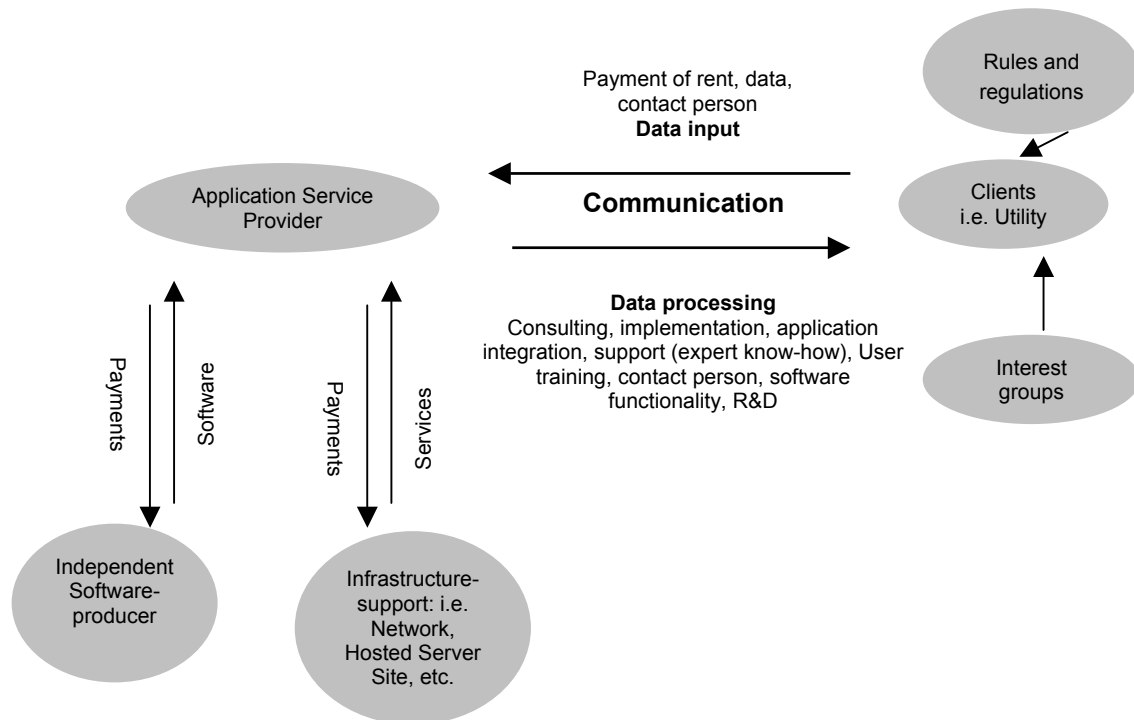 Rules and
regulations
Payment of rent, data,
contact person
Data input
Application Service
Provider
Communication
Clients
i.e. Utility
Data processing
Consulting, implementation, application
integration, support (expert know-how), User
training, contact person, software
functionality, R&D
Interest
groups
Payments
Software
Payments
Services
Independent
Software-
producer
Infrastructure-
support: i.e.
Network,
Hosted Server
Site, etc.